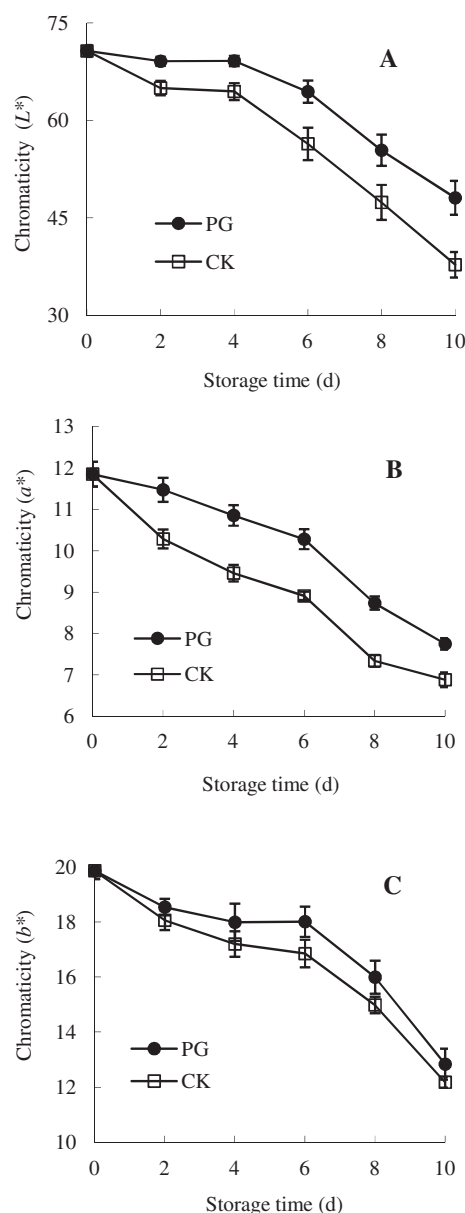 75
A
60
Chromaticity (L*)
45
PG
CK
30
0 2 4 6 8 10
Storage time (d)
13
12
B
11
10
Chromaticity (a*)
9
8
PG
7
CK
6
0 2 4 6 8 10
Storage time (d)
20
C
18
16
Chromaticity (b*)
14
PG
12
CK
10
0 2 4 6 8 10
Storage time (d)